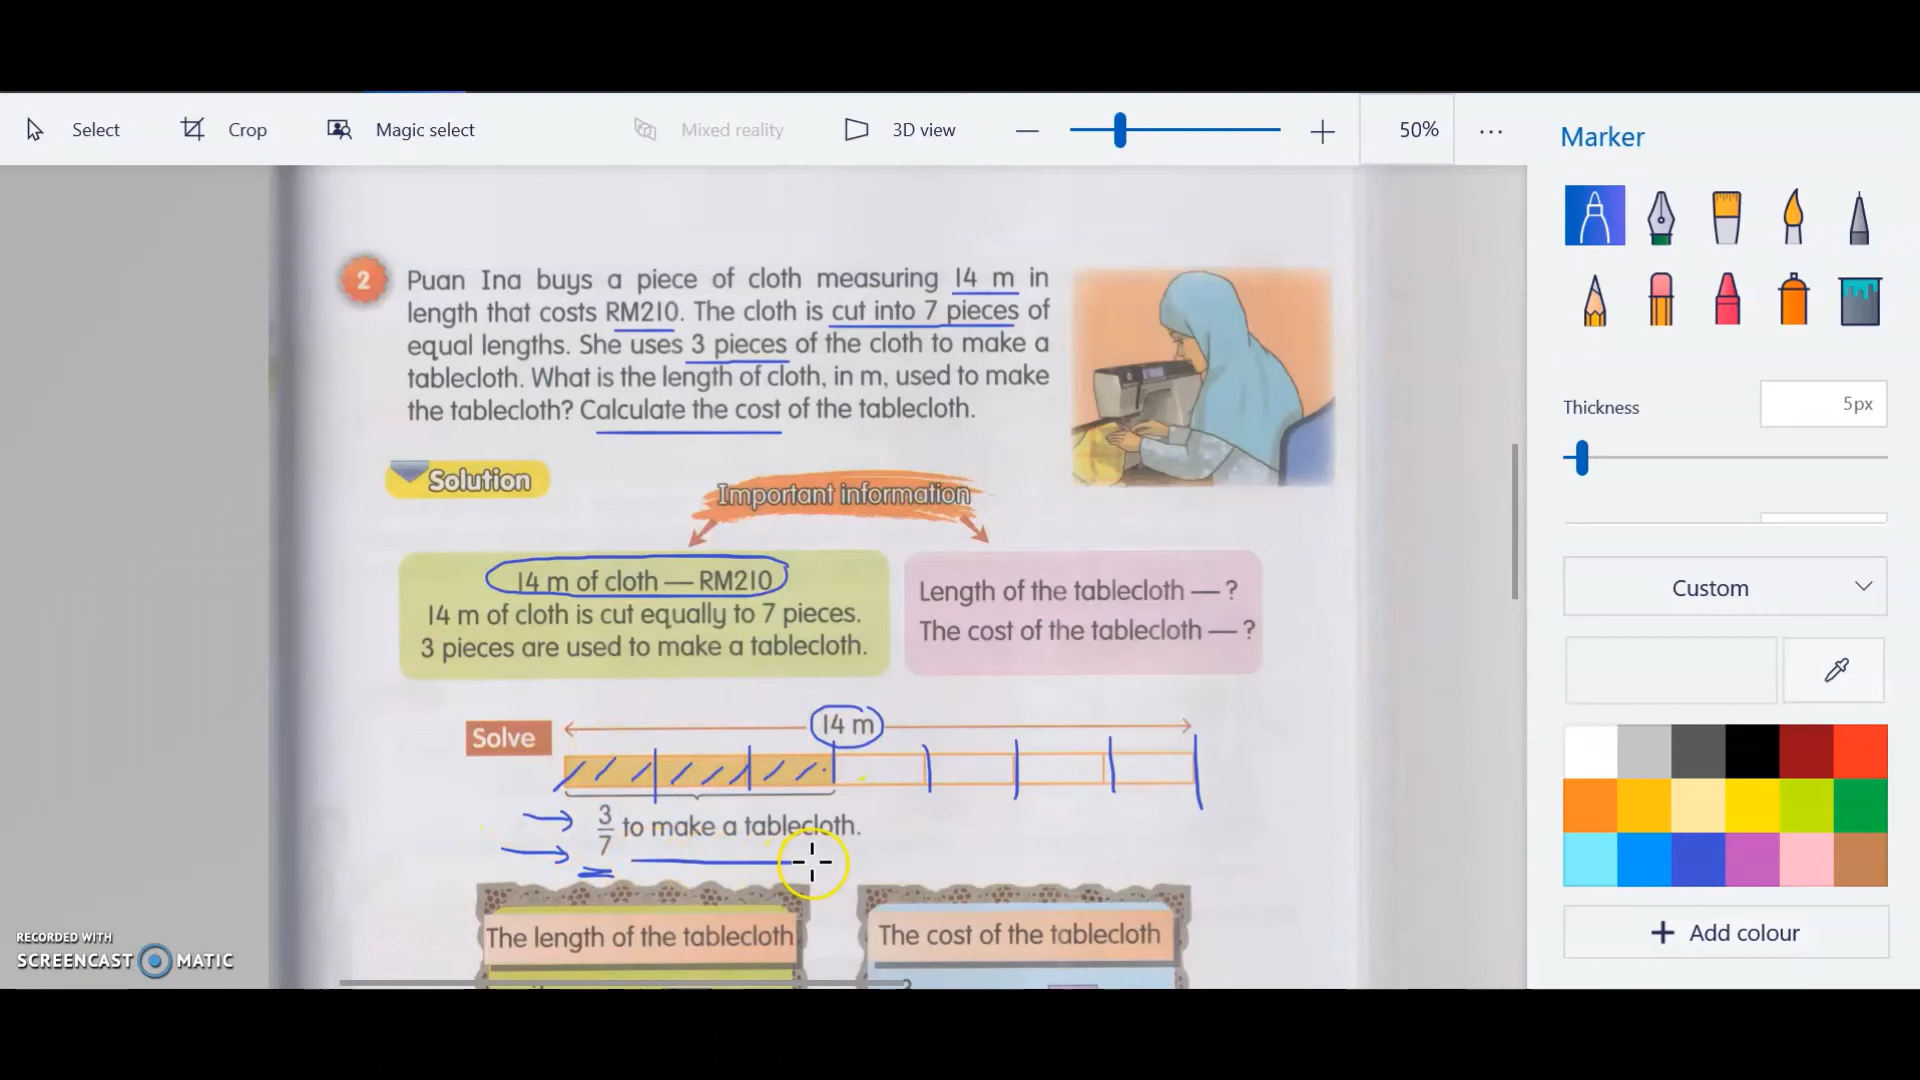 Select
Crop
Magic select
Mixed reality
3D view
50%
Marker
2
Puan Ina buys a piece of cloth measuring 14 m in
length that costs RM210. The cloth is cut into 7 pieces of
equal lengths. She uses 3 pieces of the cloth to make a
tablecloth. What is the length of cloth, in m, used to make
the tablecloth? Calculate the cost of the tablecloth.
Thickness
5px
Solution
Important information
14 m of cloth — RM210
14 m of cloth is cut equally to 7 pieces.
3 pieces are used to make a tablecloth.
Length of the tablecloth — ?
The cost of the tablecloth — ?
Custom
Solve
14 m
3/7 to make a tablecloth.
The length of the tablecloth
The cost of the tablecloth
Add colour
RECORDED WITH
SCREENCAST MATIC